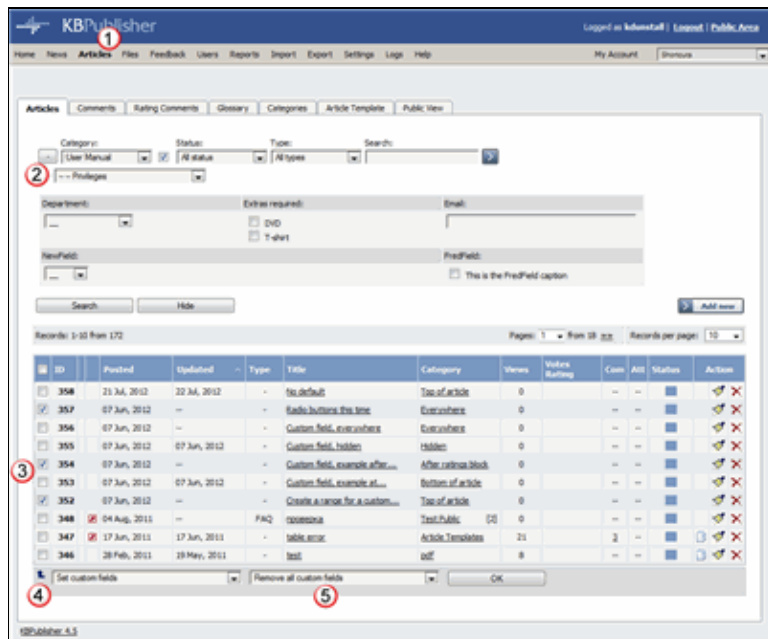 KBPublisher
Logged as kdunstall | Logout | Public Area
1
Home News Articles Files Feedback Users Reports Import Export Settings Logs Help My Account Shortcuts
Articles Comments Rating Comments Glossary Categories Article Template Public View
Category: Status: Type: Search:
... User Manual All status All types
2 -- Privileges
Department: Extras required: Email:
__ DVD
T-shirt
NewField: FredField:
__ This is the FredField caption
Search Hide Add new
Records: 1-10 from 172 Pages: 1 from 18 >> Records per page: 10
ID Posted Updated Type Title Category Views Votes Rating Com Att Status Action
358 21 Jul, 2012 22 Jul, 2012 - No default Top of article 0 -- --
357 07 Jun, 2012 -- - Radio buttons this time Everywhere 0 -- --
356 07 Jun, 2012 -- - Custom field, everywhere Everywhere 0 -- --
355 07 Jun, 2012 07 Jun, 2012 - Custom field, hidden Hidden 0 -- --
3 354 07 Jun, 2012 -- - Custom field, example after... After ratings block 0 -- --
353 07 Jun, 2012 07 Jun, 2012 - Custom field, example at... Bottom of article 0 -- --
352 07 Jun, 2012 -- - Create a range for a custom... Top of article 0 -- --
348 04 Aug, 2011 -- FAQ проверка Test Public [2] 0 -- --
347 17 Jun, 2011 17 Jun, 2011 - table error Article Templates 21 3 --
346 28 Feb, 2011 19 May, 2011 - test pdf 8 -- --
Set custom fields Remove all custom fields OK
4 5
KBPublisher 4.5